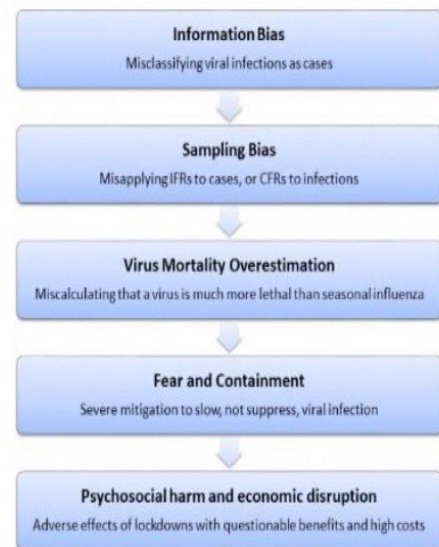 Information Bias
Misclassifying viral infections as cases
Sampling Bias
Misapplying IFRs to cases, or CFRs to infections
Virus Mortality Overestimation
Miscalculating that a virus is much more lethal than seasonal influenza
Fear and Containment
Severe mitigation to slow, not suppress, viral infection
Psychosocial harm and economic disruption
Adverse effects of lockdowns with questionable benefits and high costs